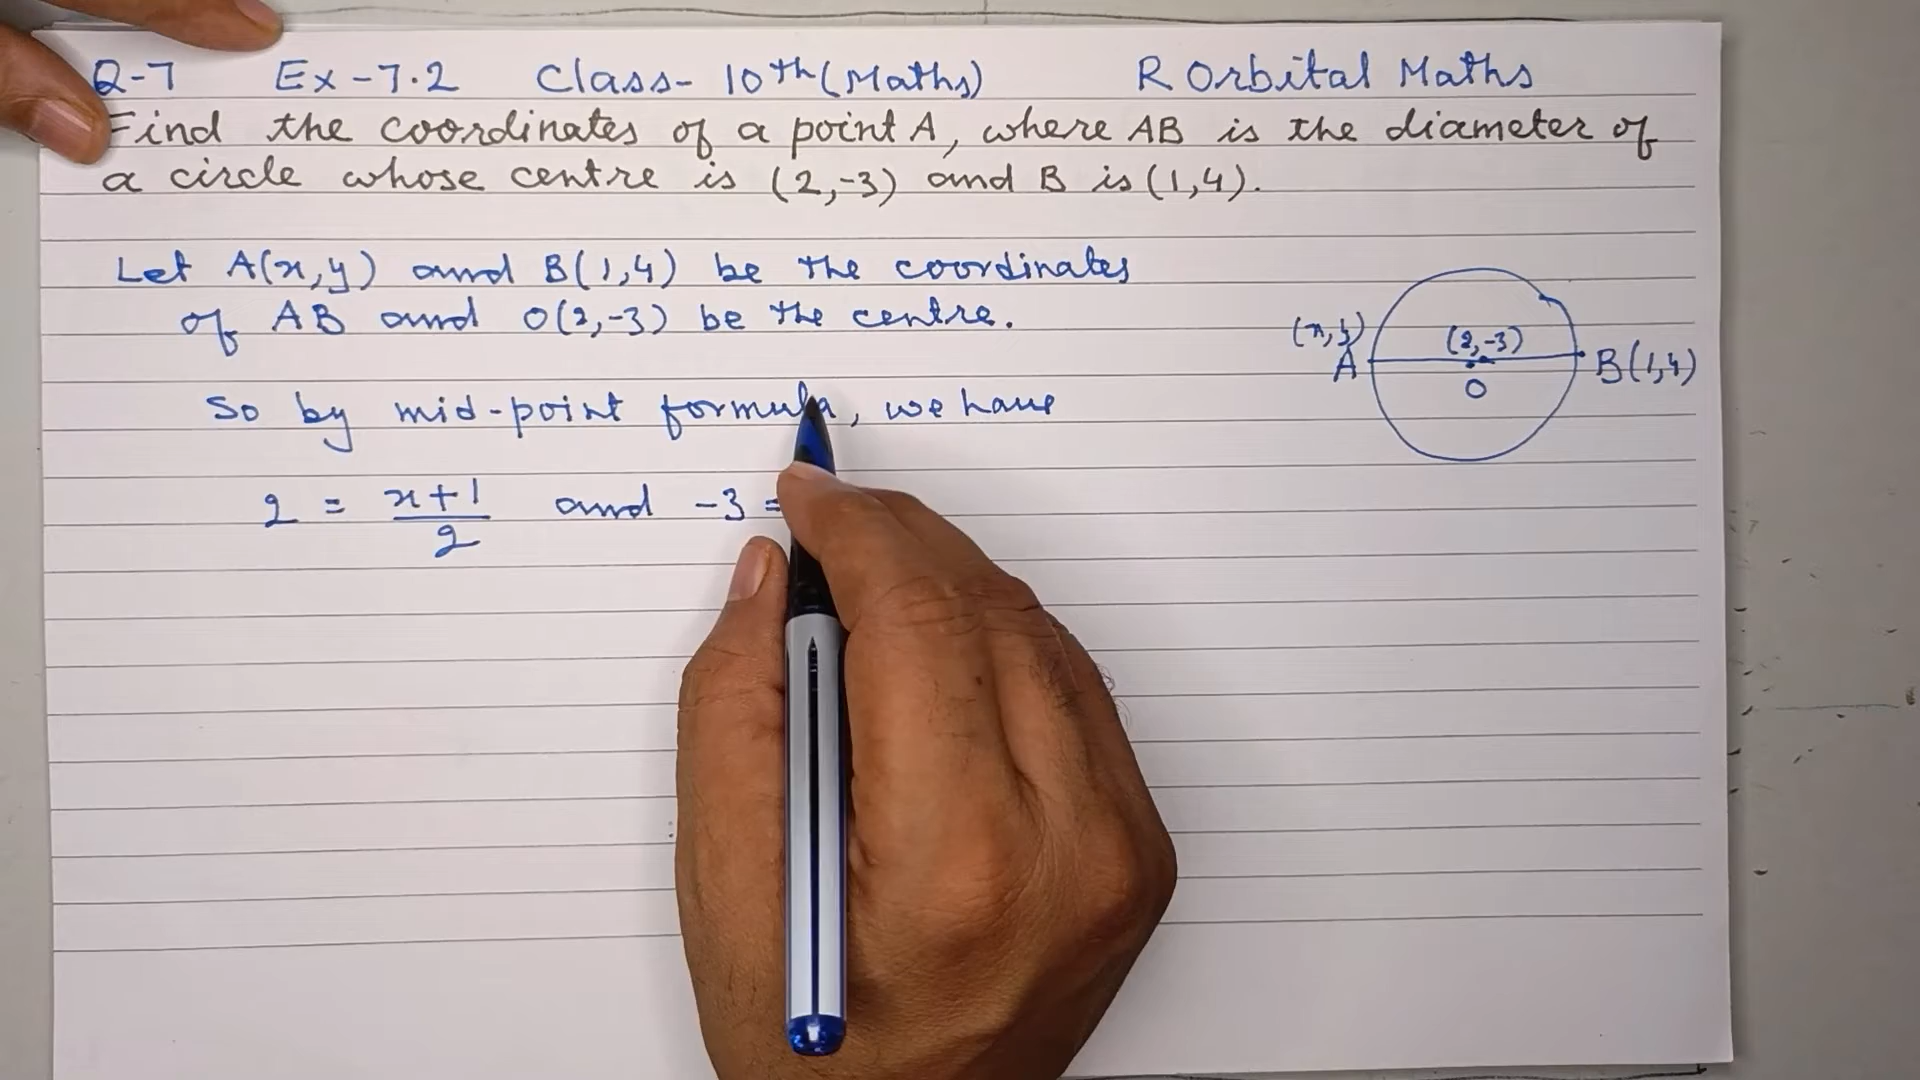 Q-7 Ex-7.2 Class- 10th (Maths) R Orbital Maths
Find the coordinates of a point A, where AB is the diameter of
a circle whose centre is (2,-3) and B is (1,4).
Let A(x,y) and B(1,4) be the coordinates
of AB and O(2,-3) be the centre.
So by mid-point formula, we have
2 = x+1/2 and -3 =
(x,y)
A
(2,-3)
O
B(1,4)